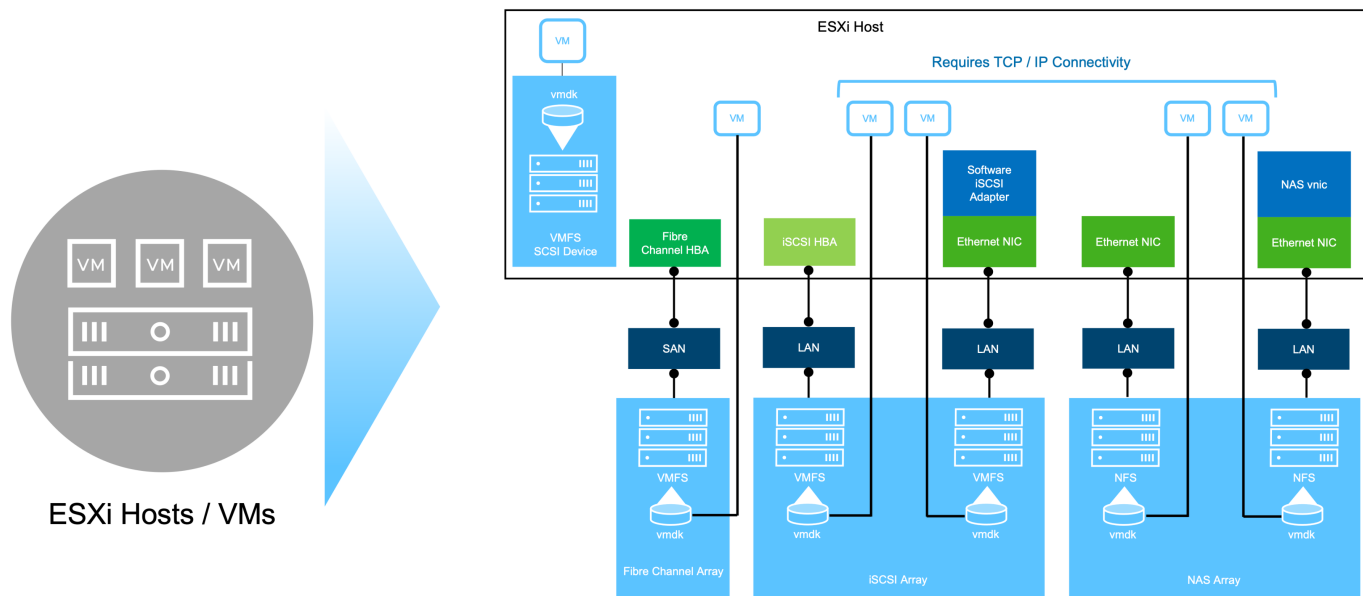 VM
VM
VM
ESXi Hosts / VMs
ESXi Host
Requires TCP / IP Connectivity
VM
vmdk
VMFS
SCSI Device
VM
VM
VM
VM
VM
Fibre
Channel HBA
iSCSI HBA
Software
iSCSI
Adapter
Ethernet NIC
Ethernet NIC
NAS vnic
Ethernet NIC
SAN
LAN
LAN
LAN
LAN
VMFS
vmdk
Fibre Channel Array
VMFS
vmdk
VMFS
vmdk
iSCSI Array
NFS
vmdk
NFS
vmdk
NAS Array